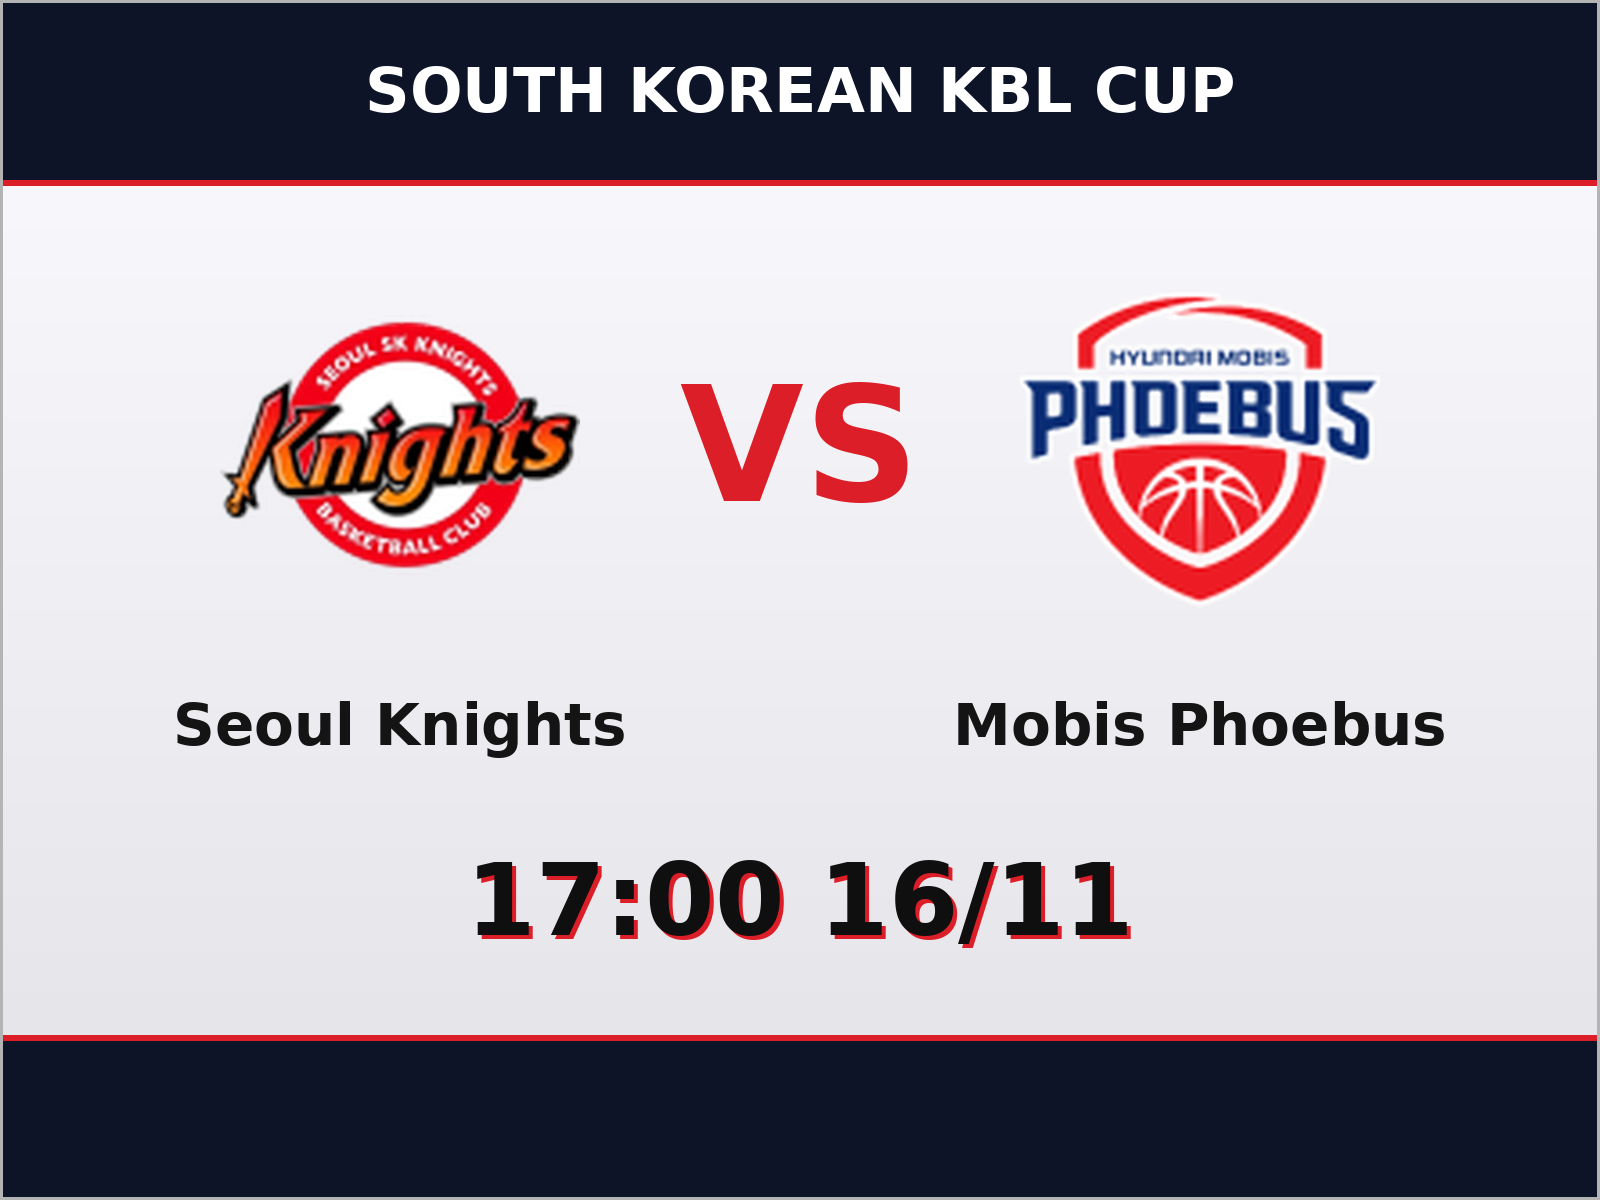 SOUTH KOREAN KBL CUP
SEOUL SK KNIGHTS
Knights
BASKETBALL CLUB
VS
HYUNDAI MOBIS
PHOEBUS
Seoul Knights
Mobis Phoebus
17:00 16/11